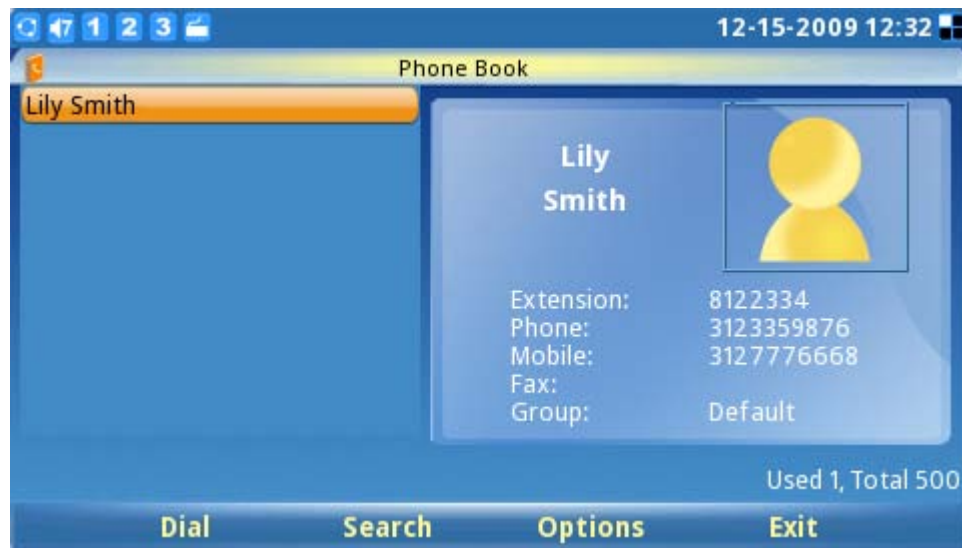 7 1 2 3 12-15-2009 12:32
Phone Book
Lily Smith
Lily
Smith
Extension: 8122334
Phone: 3123359876
Mobile: 3127776668
Fax:
Group: Default
Used 1, Total 500
Dial Search Options Exit